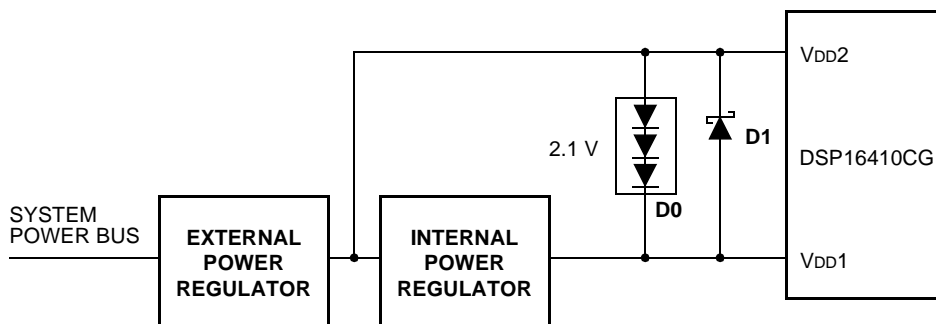 VDD2
2.1 V
D1
DSP16410CG
D0
SYSTEM
POWER BUS
EXTERNAL
POWER
REGULATOR
INTERNAL
POWER
REGULATOR
VDD1